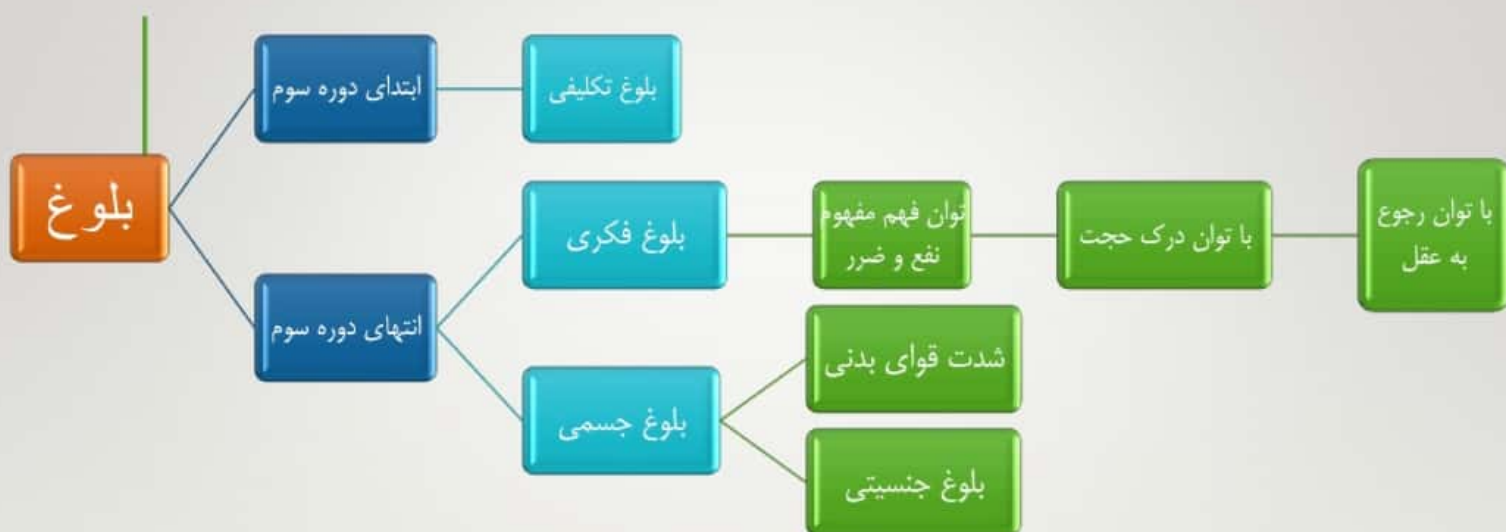 بلوغ
ابتدای دوره سوم
بلوغ تکلیفی
انتهای دوره سوم
بلوغ فکری
توان فهم مفهوم
نفع و ضرر
با توان درک حجت
با توان رجوع
به عقل
بلوغ جسمی
شدت قوای بدنی
بلوغ جنسیتی